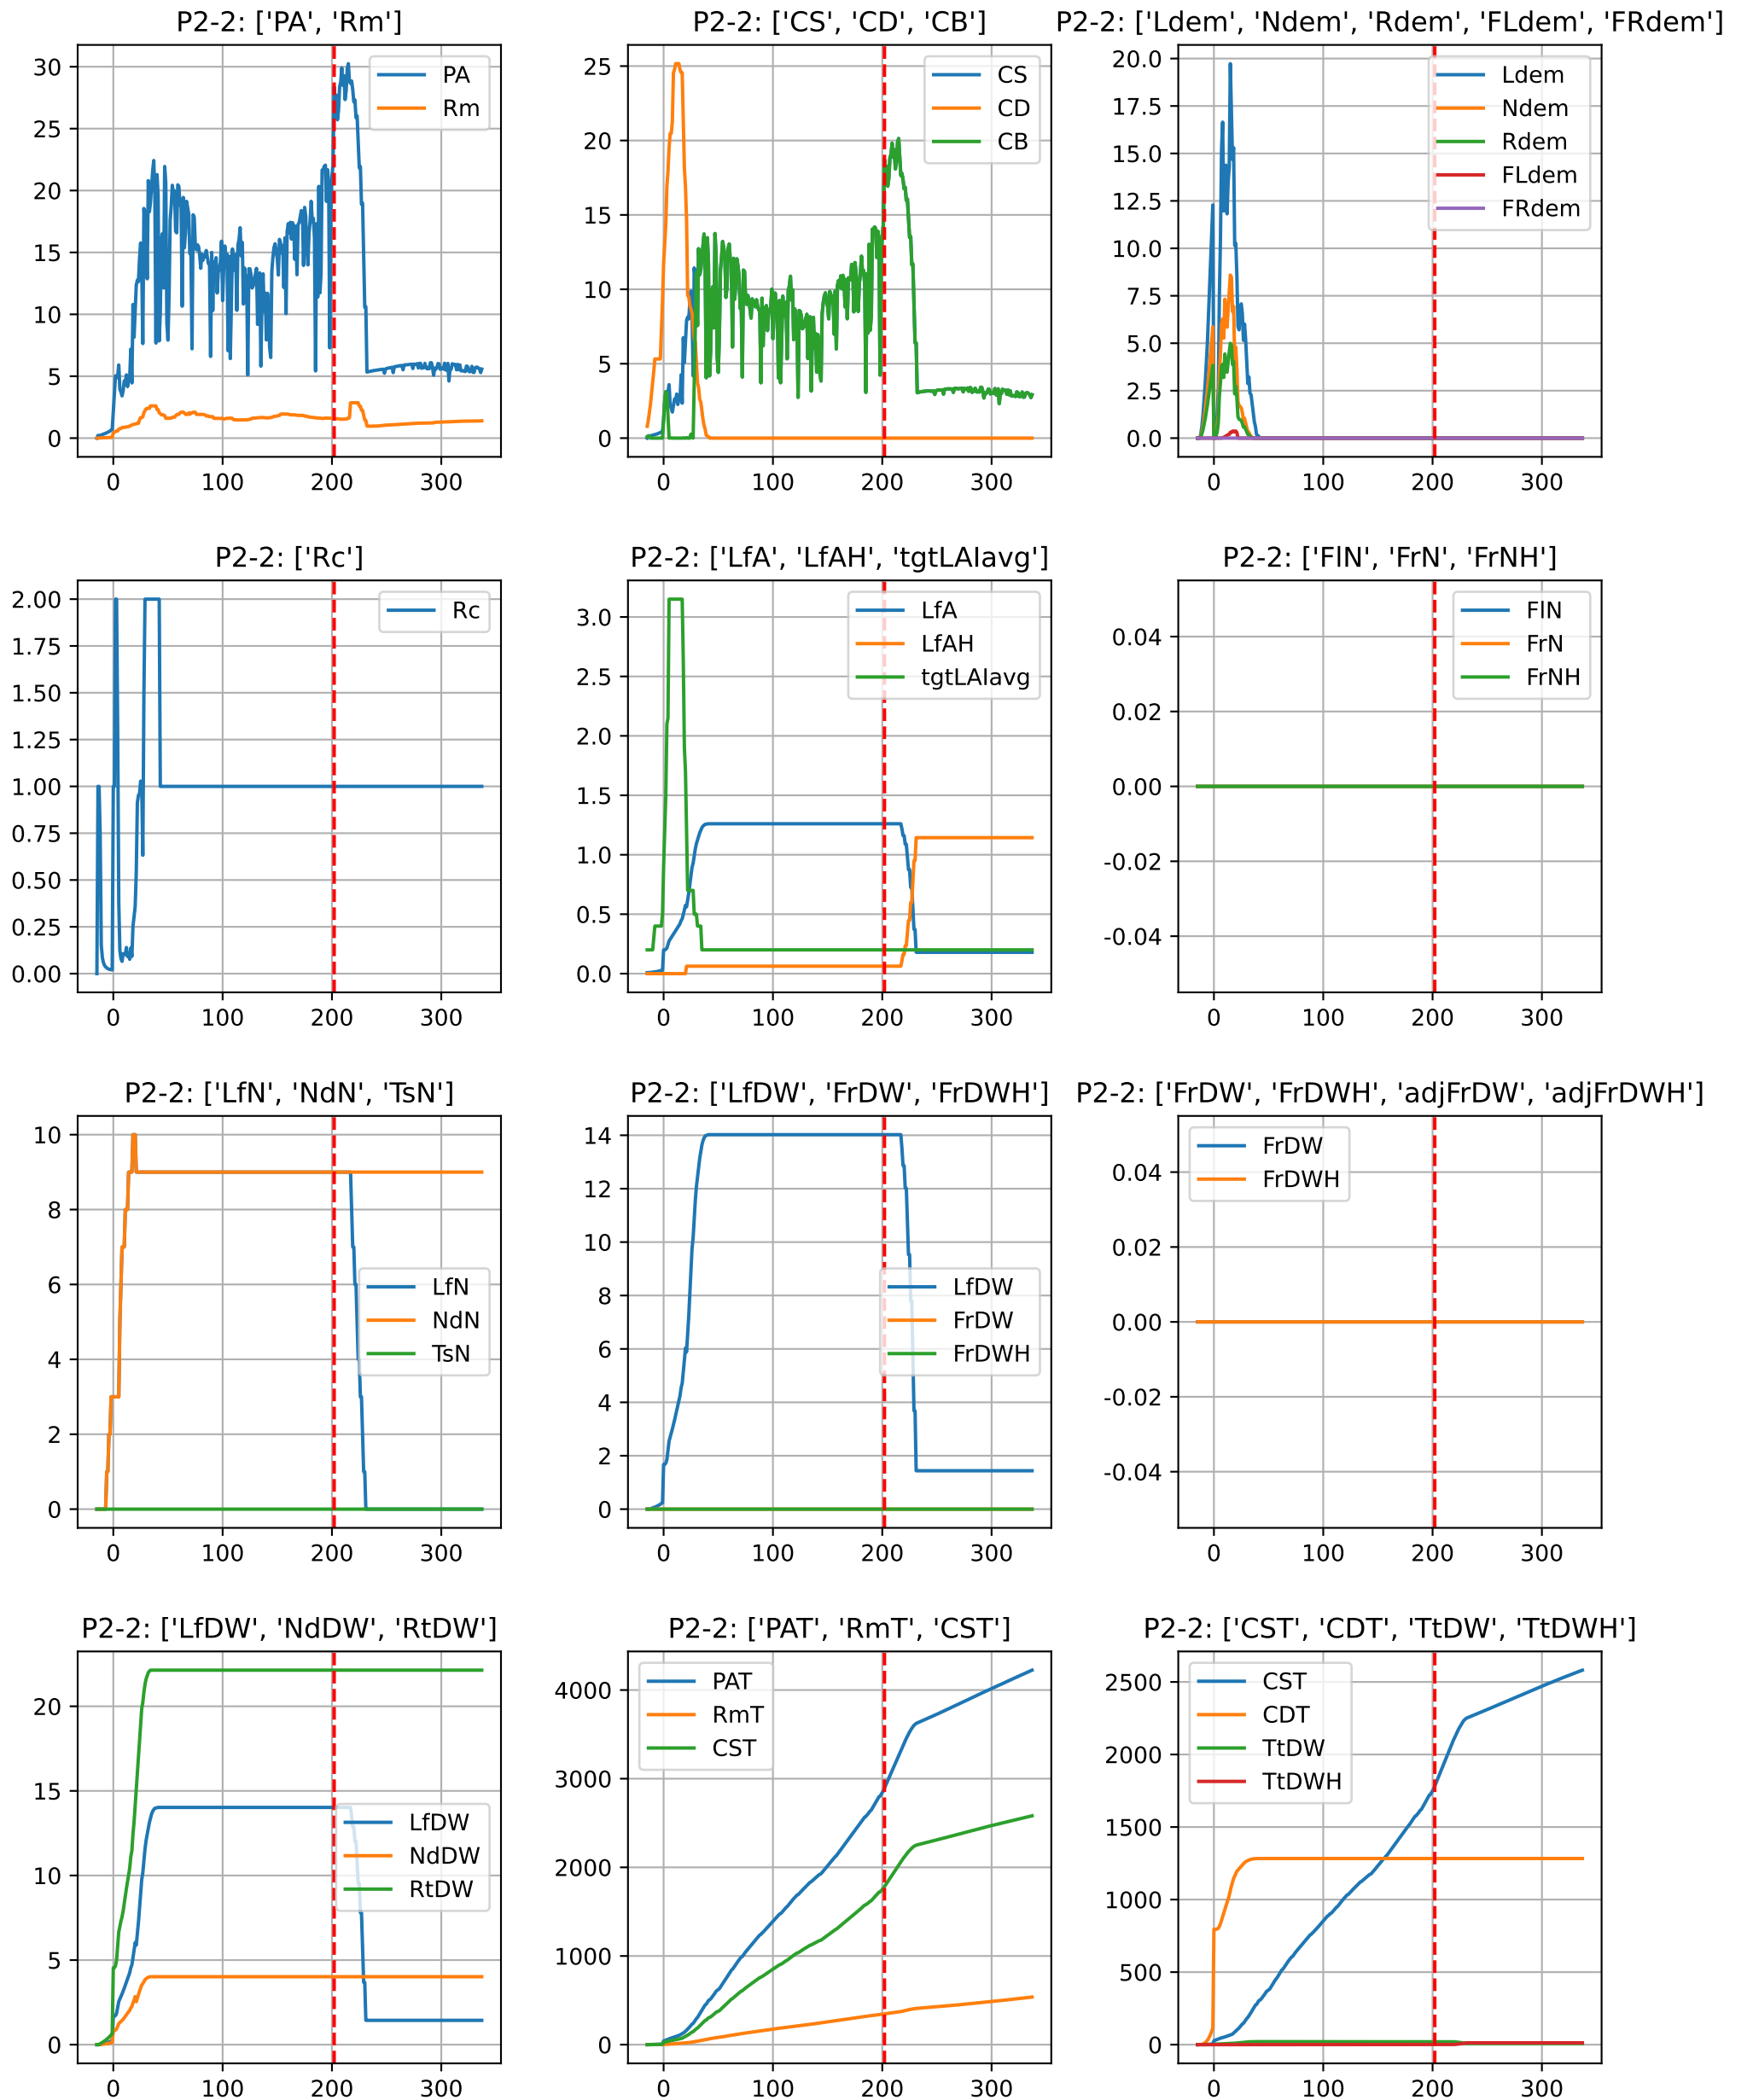 P2-2: ['PA', 'Rm']
30
25
20
15
10
5
0
0 100 200 300
PA
Rm
P2-2: ['CS', 'CD', 'CB']
25
20
15
10
5
0
0 100 200 300
CS
CD
CB
P2-2: ['Ldem', 'Ndem', 'Rdem', 'FLdem', 'FRdem']
20.0
17.5
15.0
12.5
10.0
7.5
5.0
2.5
0.0
0 100 200 300
Ldem
Ndem
Rdem
FLdem
FRdem
P2-2: ['Rc']
2.00
1.75
1.50
1.25
1.00
0.75
0.50
0.25
0.00
0 100 200 300
Rc
P2-2: ['LfA', 'LfAH', 'tgtLAIavg']
3.0
2.5
2.0
1.5
1.0
0.5
0.0
0 100 200 300
LfA
LfAH
tgtLAIavg
P2-2: ['FlN', 'FrN', 'FrNH']
0.04
0.02
0.00
-0.02
-0.04
0 100 200 300
FlN
FrN
FrNH
P2-2: ['LfN', 'NdN', 'TsN']
10
8
6
4
2
0
0 100 200 300
LfN
NdN
TsN
P2-2: ['LfDW', 'FrDW', 'FrDWH']
14
12
10
8
6
4
2
0
0 100 200 300
LfDW
FrDW
FrDWH
P2-2: ['FrDW', 'FrDWH', 'adjFrDW', 'adjFrDWH']
0.04
0.02
0.00
-0.02
-0.04
0 100 200 300
FrDW
FrDWH
P2-2: ['LfDW', 'NdDW', 'RtDW']
20
15
10
5
0
0 100 200 300
LfDW
NdDW
RtDW
P2-2: ['PAT', 'RmT', 'CST']
4000
3000
2000
1000
0
0 100 200 300
PAT
RmT
CST
P2-2: ['CST', 'CDT', 'TtDW', 'TtDWH']
2500
2000
1500
1000
500
0
0 100 200 300
CST
CDT
TtDW
TtDWH